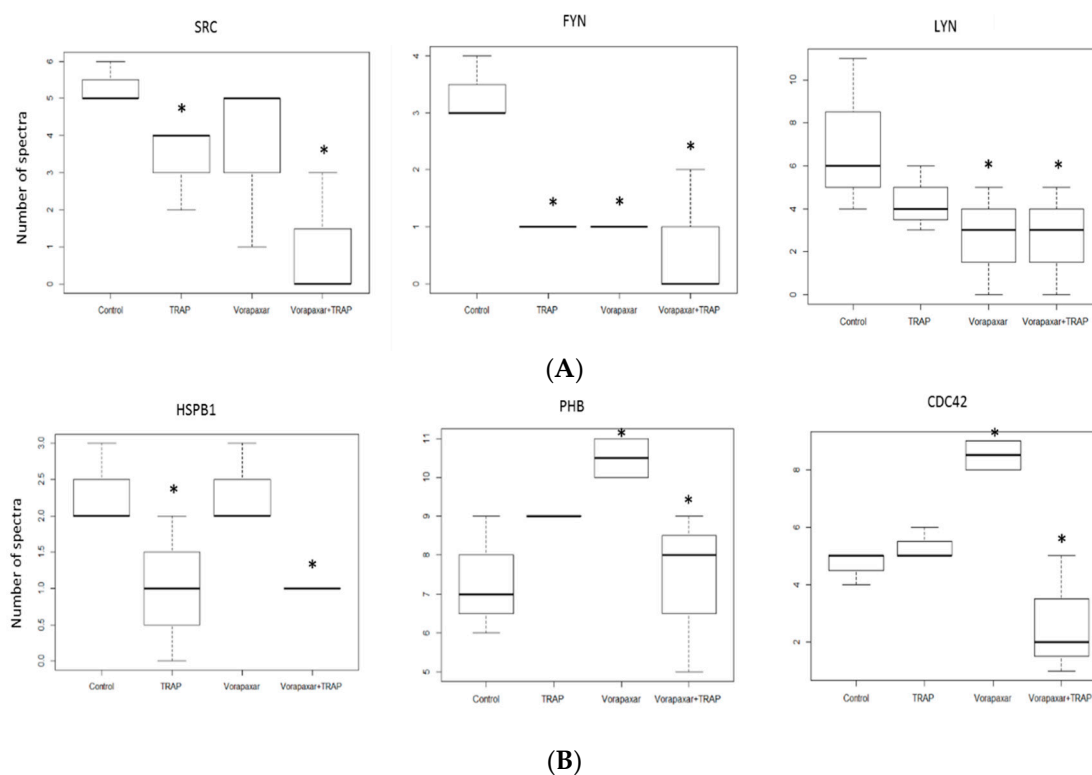 SRC
FYN
LYN
Number of spectra
6
5
4
3
2
1
0
*
*
Control
TRAP
Vorapaxar
Vorapaxar+TRAP
4
3
2
1
0
*
*
*
Control
TRAP
Vorapaxar
Vorapaxar+TRAP
10
8
6
4
2
0
*
*
Control
TRAP
Vorapaxar
Vorapaxar+TRAP
(A)
HSPB1
PHB
CDC42
Number of spectra
3.0
2.5
2.0
1.5
1.0
0.5
0.0
*
*
Control
TRAP
Vorapaxar
Vorapaxar+TRAP
11
10
9
8
7
6
5
*
*
Control
TRAP
Vorapaxar
Vorapaxar+TRAP
8
6
4
2
*
*
Control
TRAP
Vorapaxar
Vorapaxar+TRAP
(B)